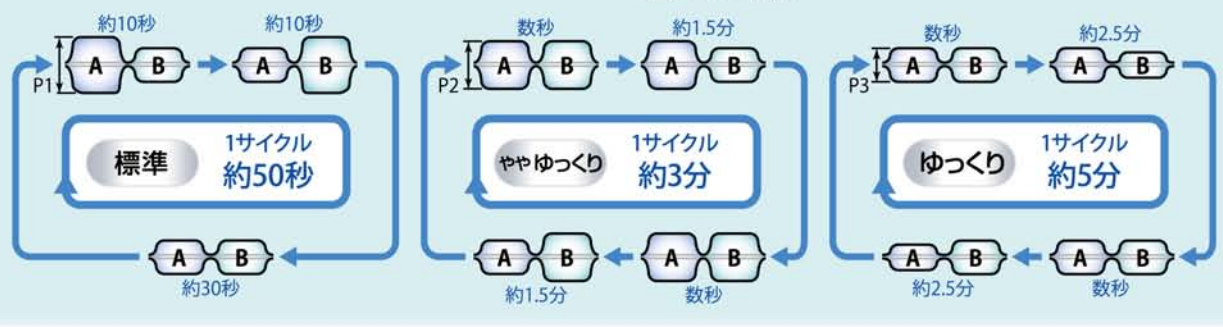 約10秒 約10秒
P1 A B A B
標準
1サイクル
約50秒
A B
約30秒
数秒 約1.5分
P2 A B A B
ややゆっくり
1サイクル
約3分
A B A B
約1.5分 数秒
数秒 約2.5分
P3 A B A B
ゆっくり
1サイクル
約5分
A B A B
約2.5分 数秒